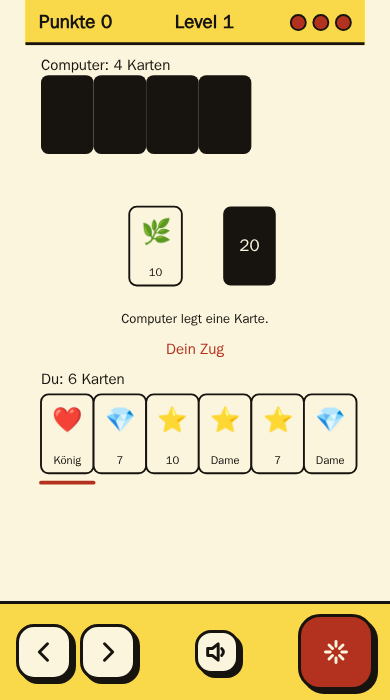 Punkte 0 Level 1
Computer: 4 Karten
10 20
Computer legt eine Karte.
Dein Zug
Du: 6 Karten
König 7 10 Dame 7 Dame